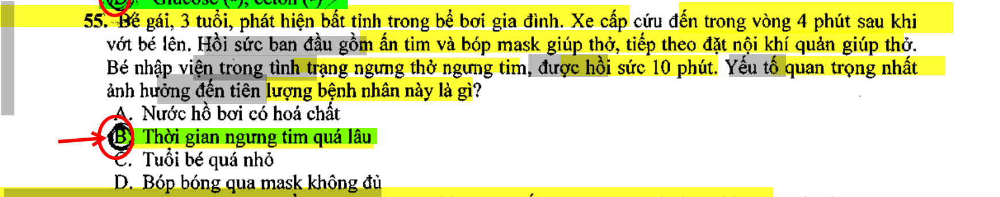 Glucose (-), ceton (-)
55. Bé gái, 3 tuổi, phát hiện bất tỉnh trong bể bơi gia đình. Xe cấp cứu đến trong vòng 4 phút sau khi
vớt bé lên. Hồi sức ban đầu gồm ấn tim và bóp mask giúp thở, tiếp theo đặt nội khí quản giúp thở.
Bé nhập viện trong tình trạng ngưng thở ngưng tim, được hồi sức 10 phút. Yếu tố quan trọng nhất
ảnh hưởng đến tiên lượng bệnh nhân này là gì?
A. Nước hồ bơi có hoá chất
B. Thời gian ngưng tim quá lâu
C. Tuổi bé quá nhỏ
D. Bóp bóng qua mask không đủ